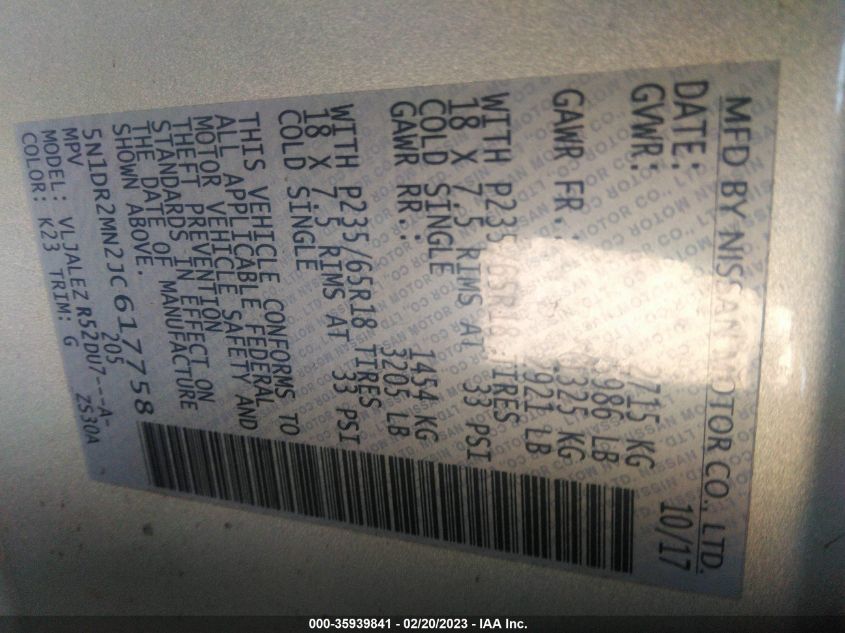 MFD BY NISSAN MOTOR CO., LTD.
DATE: 10/17
GVWR: 2715 KG
5986 LB
GAWR FR.: 1325 KG
2921 LB
WITH P235/65R18 TIRES
18 X 7.5 RIMS AT 33 PSI
COLD SINGLE
GAWR RR.: 1454 KG
3205 LB
WITH P235/65R18 TIRES
18 X 7.5 RIMS AT 33 PSI
COLD SINGLE
THIS VEHICLE CONFORMS TO
ALL APPLICABLE FEDERAL
MOTOR VEHICLE SAFETY AND
THEFT PREVENTION
STANDARDS IN EFFECT ON
THE DATE OF MANUFACTURE
SHOWN ABOVE.
5N1DR2MN2JC617758
MPV 205
MODEL: VLJALEZ R52DU7---A-
COLOR: K23 TRIM: G ZS30A
000-35939841 — 02/20/2023 — IAA Inc.